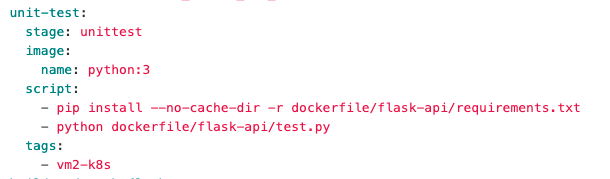 unit-test:
  stage: unittest
  image:
    name: python:3
  script:
    - pip install --no-cache-dir -r dockerfile/flask-api/requirements.txt
    - python dockerfile/flask-api/test.py
  tags:
    - vm2-k8s